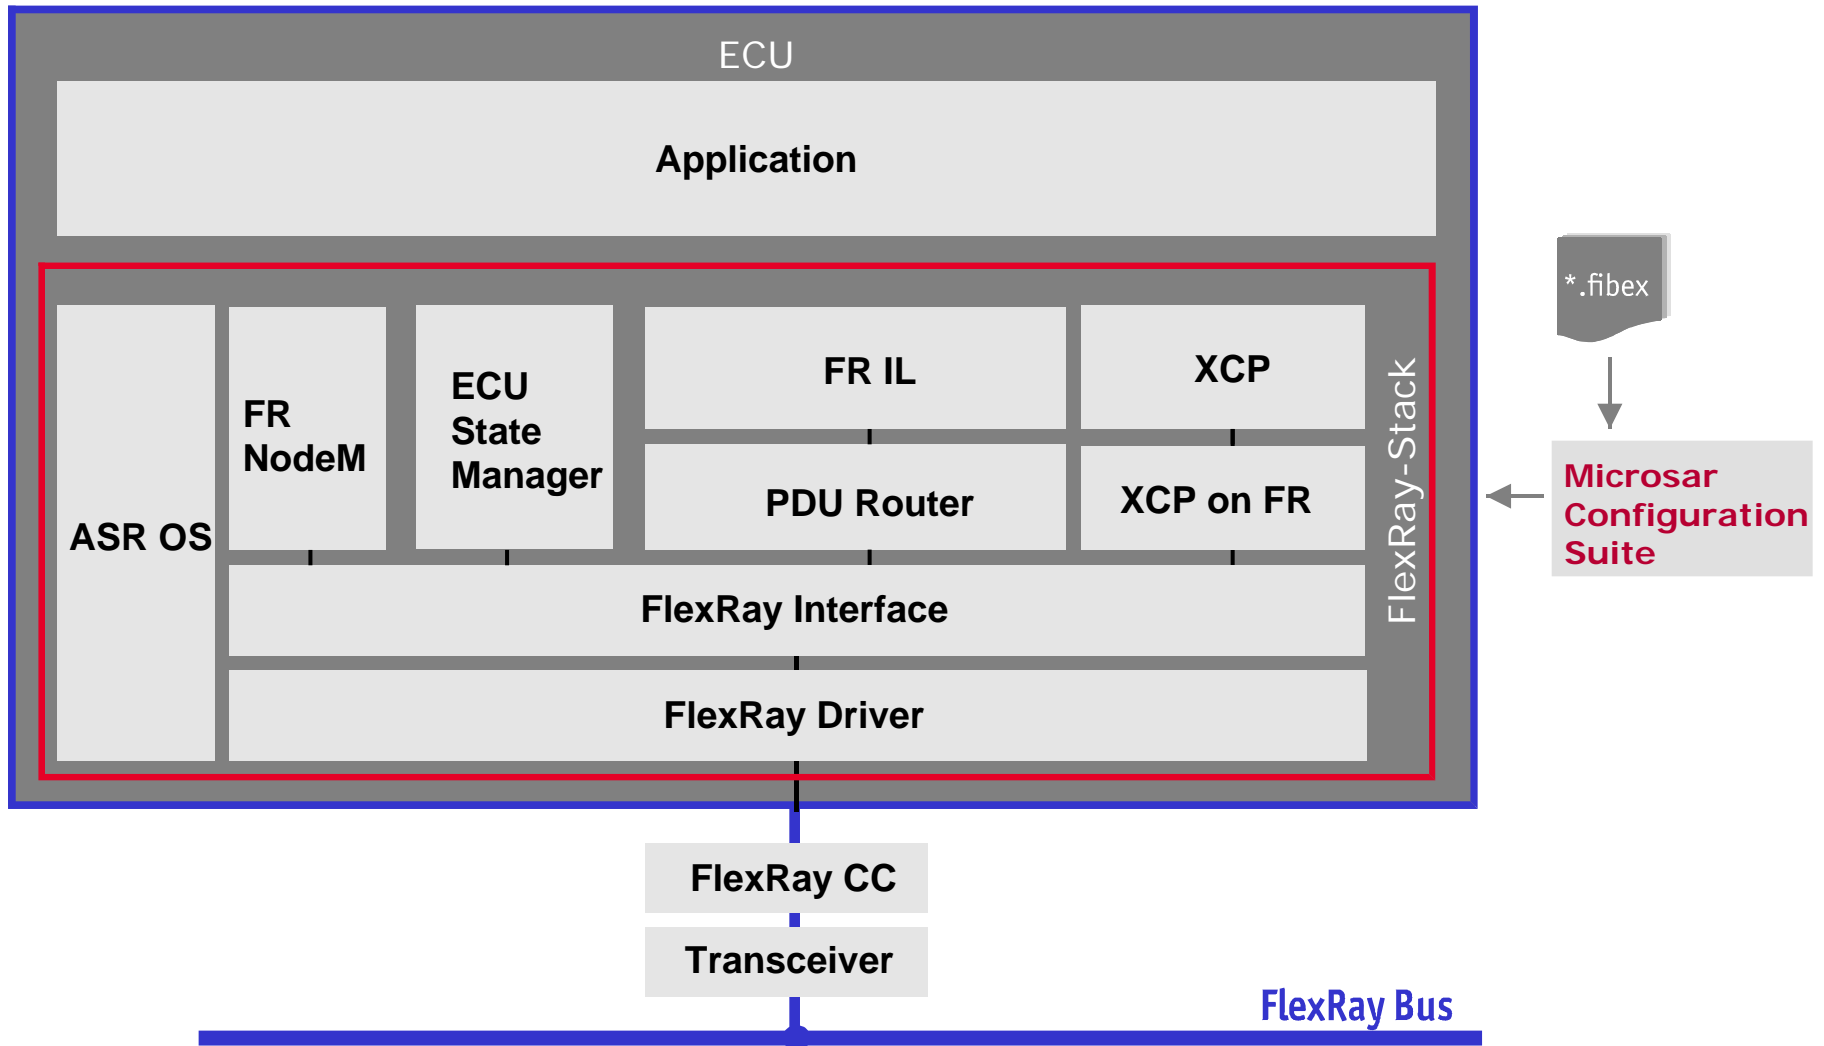 ECU
Application
ASR OS
FR
NodeM
ECU
State
Manager
FR IL
XCP
PDU Router
XCP on FR
FlexRay Interface
FlexRay Driver
FlexRay-Stack
*.fibex
Microsar
Configuration
Suite
FlexRay CC
Transceiver
FlexRay Bus